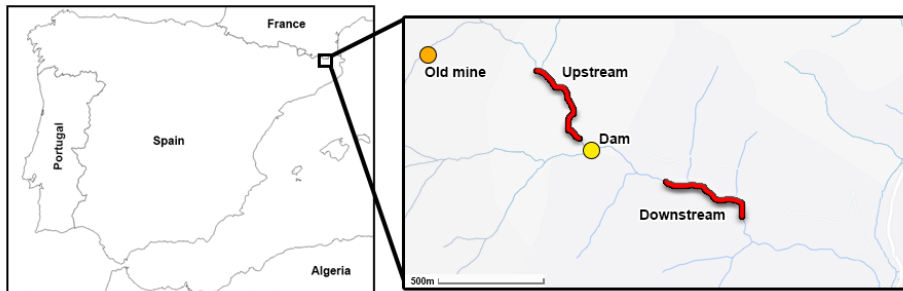 France
Portugal
Spain
Algeria
Old mine
Upstream
Dam
Downstream
500m